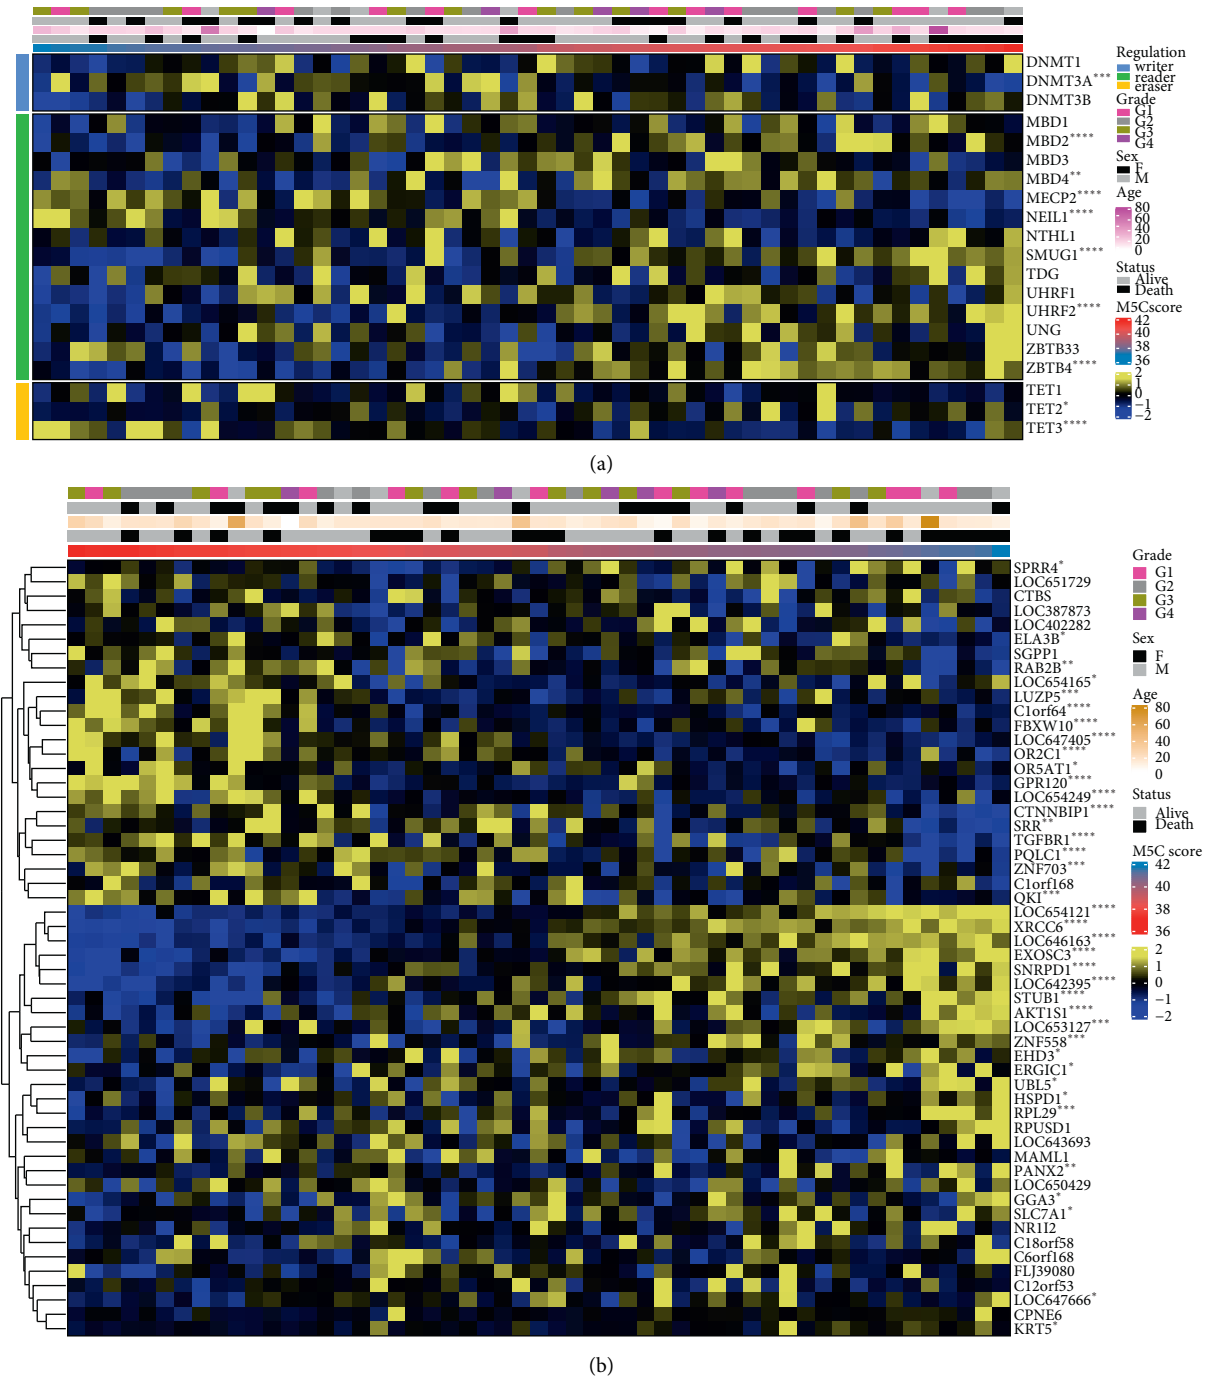 DNMT1
DNMT3A***
DNMT3B
MBD1
MBD2****
MBD3
MBD4**
MECP2****
NEIL1****
NTHL1
SMUG1****
TDG
UHRF1
UHRF2****
UNG
ZBTB33
ZBTB4****
TET1
TET2*
TET3****
Regulation
writer
reader
eraser
Grade
G1
G2
G3
G4
Sex
F
M
Age
80
60
40
20
0
Status
Alive
Death
M5Cscore
42
40
38
36
2
1
0
−1
−2
(a)
SPRR4*
LOC651729
CTBS
LOC387873
LOC402282
ELA3B*
SGPP1
RAB2B**
LOC654165*
LUZP5***
C1orf64****
FBXW10****
LOC647405****
OR2C1****
OR5AT1*
GPR120****
LOC654249****
CTNNBIP1****
SRR**
TGFBR1****
PQLC1****
ZNF703***
C1orf168
QKI***
LOC654121****
XRCC6****
LOC646163****
EXOSC3****
SNRPD1****
LOC642395****
STUB1****
AKT1S1****
LOC653127***
ZNF558***
EHD3*
ERGIC1*
UBL5*
HSPD1*
RPL29***
RPUSD1
LOC643693
MAML1
PANX2**
LOC650429
GGA3*
SLC7A1*
NR1I2
C18orf58
C6orf168
FLJ39080
C12orf53
LOC647666*
CPNE6
KRT5*
Grade
G1
G2
G3
G4
Sex
F
M
Age
80
60
40
20
0
Status
Alive
Death
M5C score
42
40
38
36
2
1
0
−1
−2
(b)